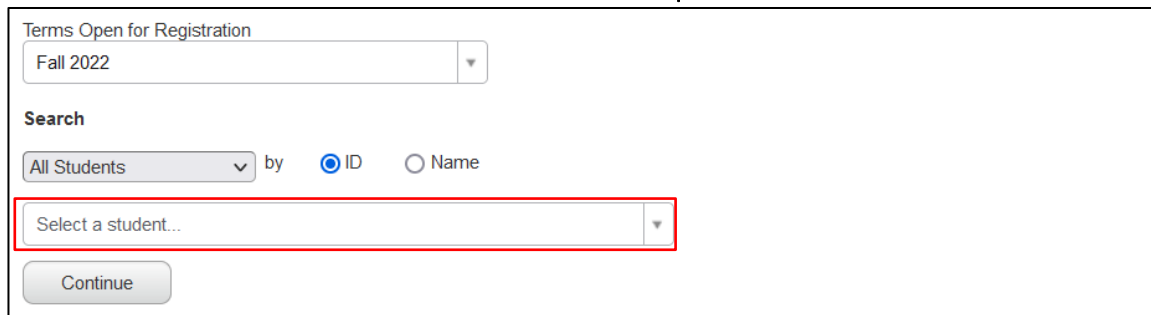 Terms Open for Registration
Fall 2022
Search
All Students by ID Name
Select a student...
Continue